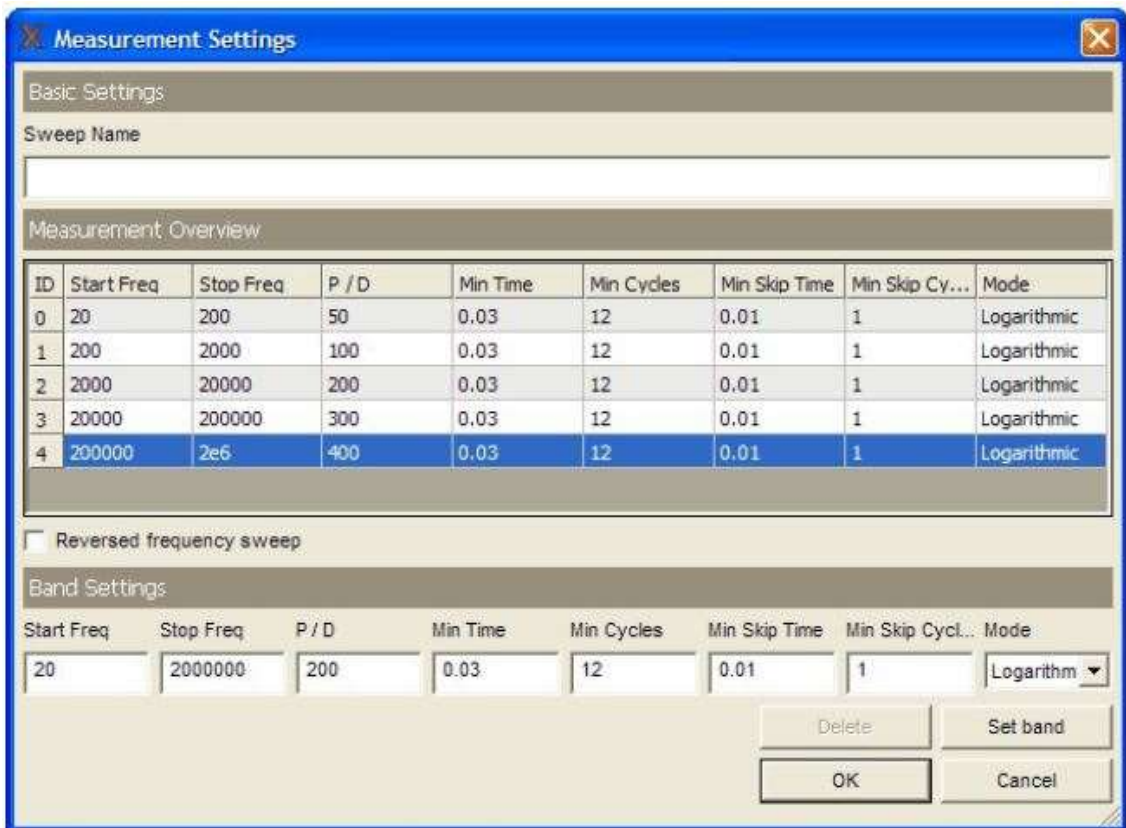 Measurement Settings
Basic Settings
Sweep Name
Measurement Overview
ID Start Freq Stop Freq P / D Min Time Min Cycles Min Skip Time Min Skip Cy... Mode
0 20 200 50 0.03 12 0.01 1 Logarithmic
1 200 2000 100 0.03 12 0.01 1 Logarithmic
2 2000 20000 200 0.03 12 0.01 1 Logarithmic
3 20000 200000 300 0.03 12 0.01 1 Logarithmic
4 200000 2e6 400 0.03 12 0.01 1 Logarithmic
Reversed frequency sweep
Band Settings
Start Freq Stop Freq P / D Min Time Min Cycles Min Skip Time Min Skip Cycl... Mode
20 2000000 200 0.03 12 0.01 1 Logarithm
Delete Set band
OK Cancel